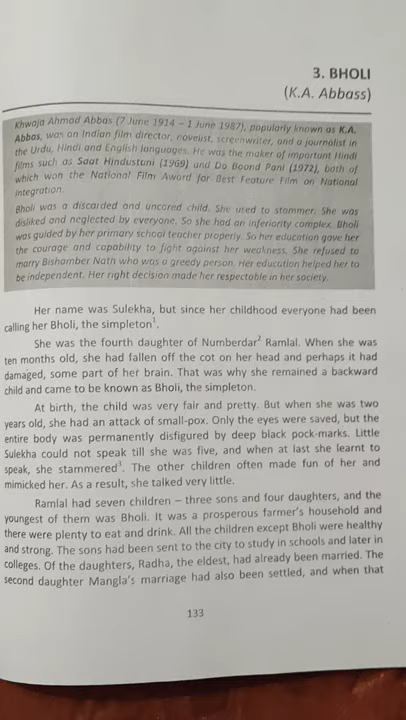 3. BHOLI
(K.A. Abbass)
Khwaja Ahmad Abbas (7 June 1914 – 1 June 1987), popularly known as K.A.
Abbas, was an Indian film director, novelist, screenwriter, and a journalist in
the Urdu, Hindi and English languages. He was the maker of important Hindi
films such as Saat Hindustani (1969) and Do Boond Pani (1972), both of
which won the National Film Award for Best Feature Film on National
Integration.
Bholi was a discarded and uncared child. She used to stammer. She was
disliked and neglected by everyone. So she had an inferiority complex. Bholi
was guided by her primary school teacher properly. So her education gave her
the courage and capability to fight against her weakness. She refused to
marry Bishamber Nath who was a greedy person. Her education helped her to
be independent. Her right decision made her respectable in her society.
Her name was Sulekha, but since her childhood everyone had been
calling her Bholi, the simpleton¹.
She was the fourth daughter of Numberdar² Ramlal. When she was
ten months old, she had fallen off the cot on her head and perhaps it had
damaged, some part of her brain. That was why she remained a backward
child and came to be known as Bholi, the simpleton.
At birth, the child was very fair and pretty. But when she was two
years old, she had an attack of small-pox. Only the eyes were saved, but the
entire body was permanently disfigured by deep black pock-marks. Little
Sulekha could not speak till she was five, and when at last she learnt to
speak, she stammered³. The other children often made fun of her and
mimicked her. As a result, she talked very little.
Ramlal had seven children – three sons and four daughters, and the
youngest of them was Bholi. It was a prosperous farmer's household and
there were plenty to eat and drink. All the children except Bholi were healthy
and strong. The sons had been sent to the city to study in schools and later in
colleges. Of the daughters, Radha, the eldest, had already been married. The
second daughter Mangla's marriage had also been settled, and when that
133